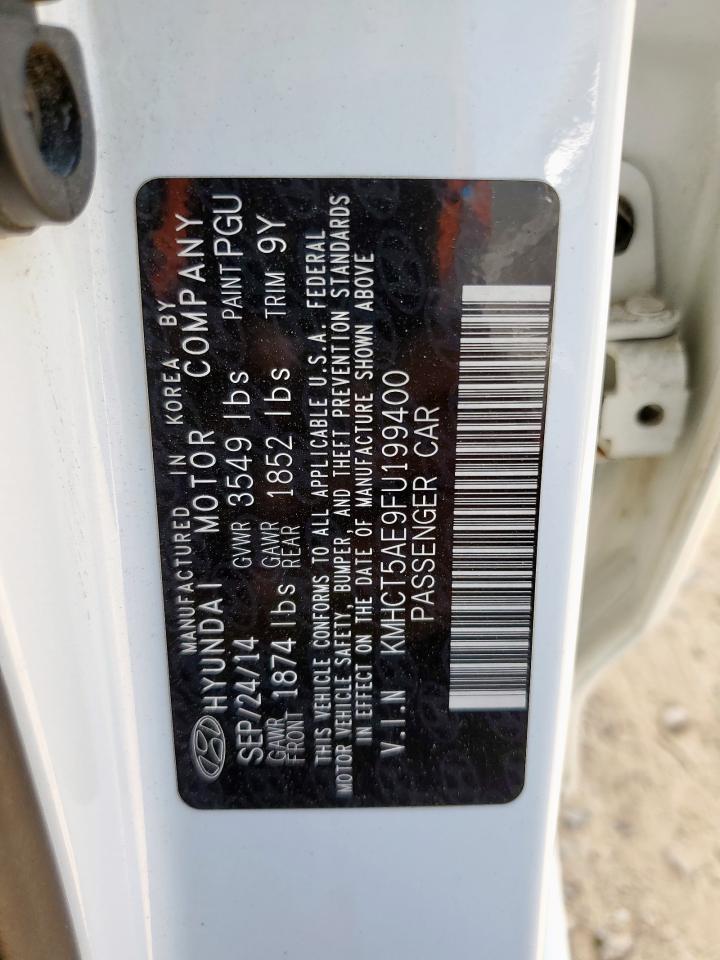 MANUFACTURED IN KOREA BY
HYUNDAI MOTOR COMPANY
SEP/24/14 GVWR 3549 lbs PAINT PGU
GAWR FRONT 1874 lbs GAWR REAR 1852 lbs TRIM 9Y
THIS VEHICLE CONFORMS TO ALL APPLICABLE U.S.A. FEDERAL
MOTOR VEHICLE SAFETY, BUMPER, AND THEFT PREVENTION STANDARDS
IN EFFECT ON THE DATE OF MANUFACTURE SHOWN ABOVE
V.I.N KMHCT5AE9FU199400
PASSENGER CAR